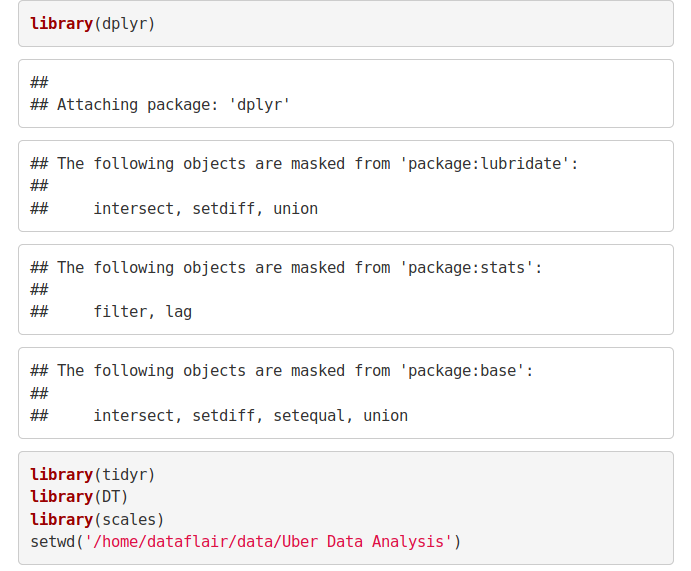 library(dplyr)
##
## Attaching package: 'dplyr'
## The following objects are masked from 'package:lubridate':
##
##     intersect, setdiff, union
## The following objects are masked from 'package:stats':
##
##     filter, lag
## The following objects are masked from 'package:base':
##
##     intersect, setdiff, setequal, union
library(tidyr)
library(DT)
library(scales)
setwd('/home/dataflair/data/Uber Data Analysis')